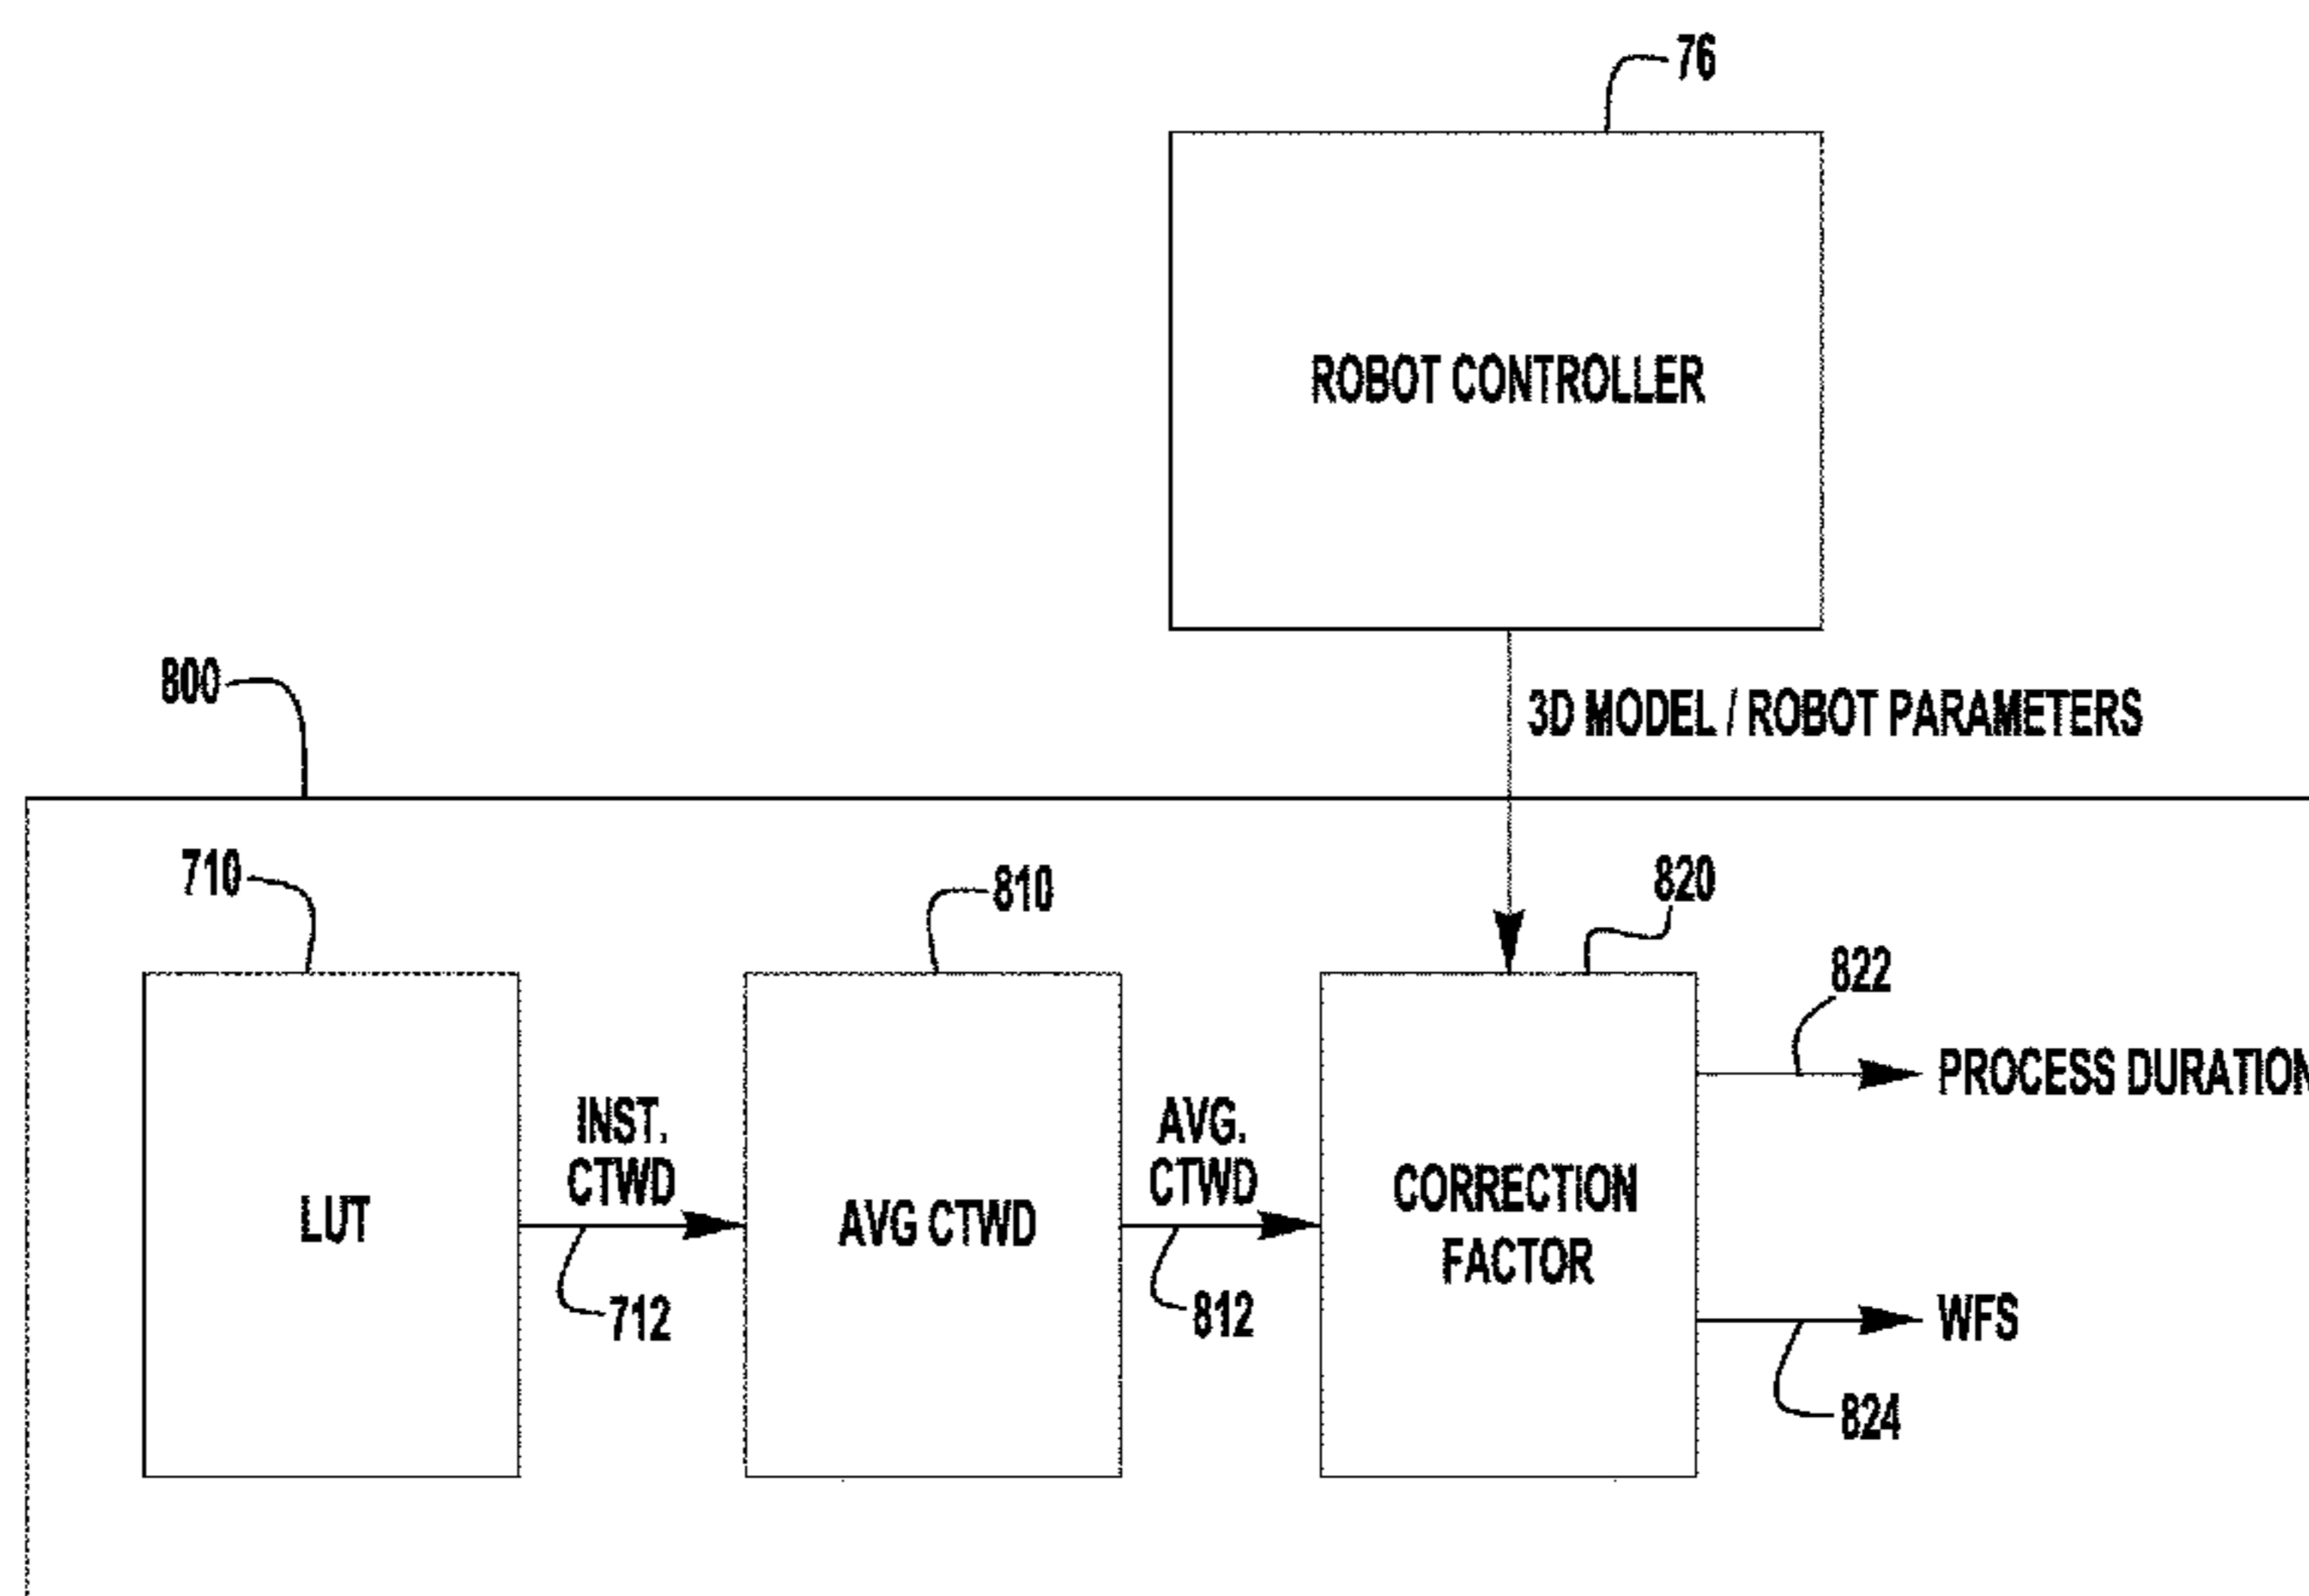 76
ROBOT CONTROLLER
800
3D MODEL / ROBOT PARAMETERS
710
810
820
822
PROCESS DURATION
INST.
CTWD
AVG.
CTWD
LUT
AVG CTWD
CORRECTION
FACTOR
712
812
WFS
824